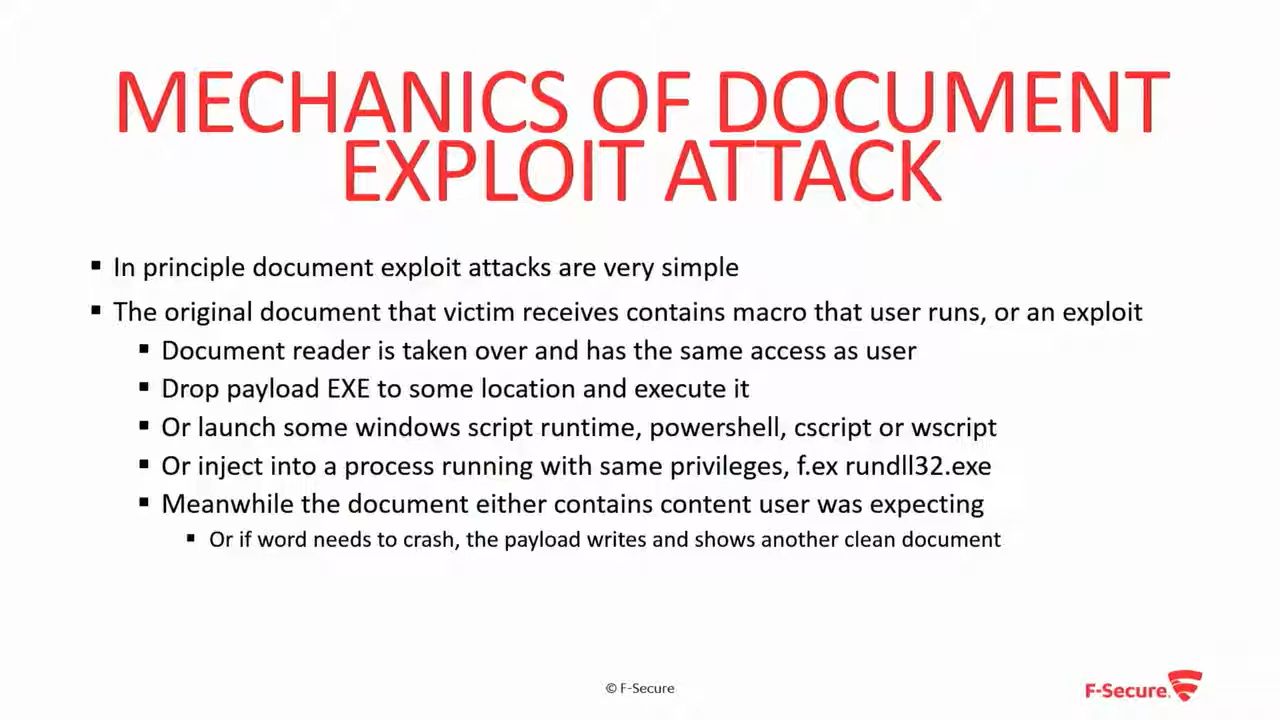 MECHANICS OF DOCUMENT
EXPLOIT ATTACK
▪ In principle document exploit attacks are very simple
▪ The original document that victim receives contains macro that user runs, or an exploit
▪ Document reader is taken over and has the same access as user
▪ Drop payload EXE to some location and execute it
▪ Or launch some windows script runtime, powershell, cscript or wscript
▪ Or inject into a process running with same privileges, f.ex rundll32.exe
▪ Meanwhile the document either contains content user was expecting
▪ Or if word needs to crash, the payload writes and shows another clean document
© F-Secure
F-Secure.